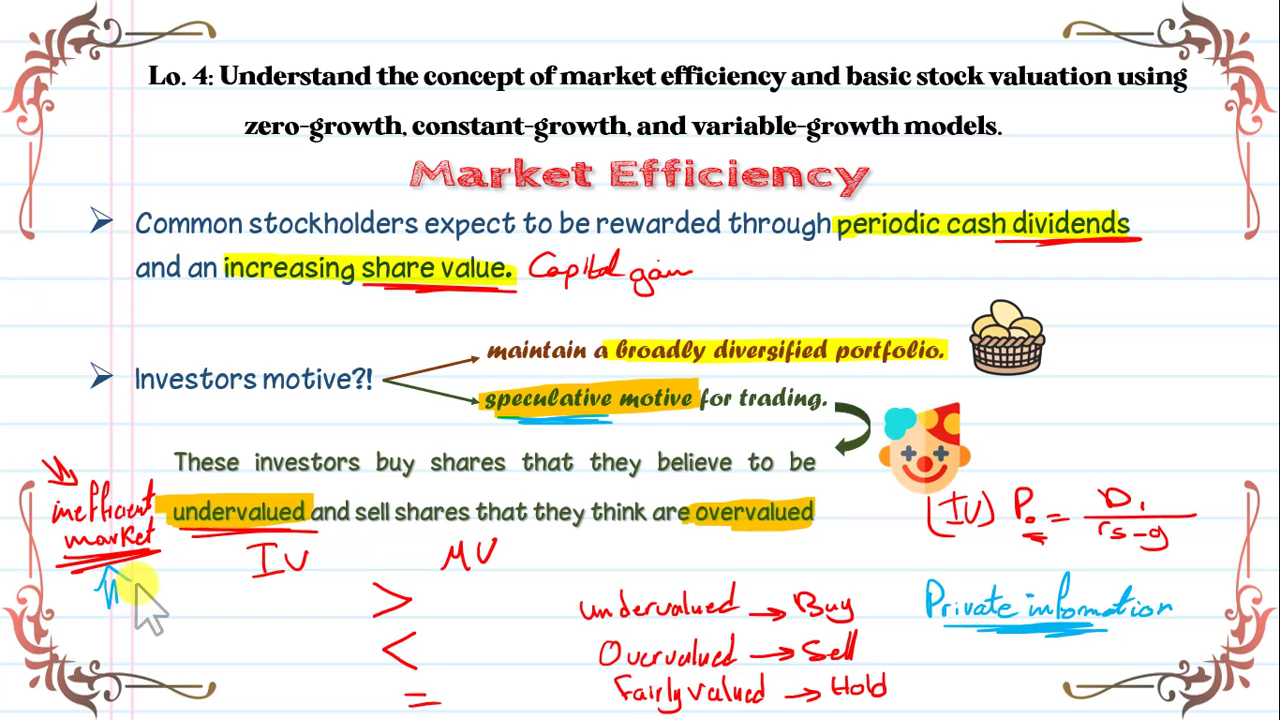 Lo. 4: Understand the concept of market efficiency and basic stock valuation using
zero-growth, constant-growth, and variable-growth models.
Market Efficiency
Common stockholders expect to be rewarded through periodic cash dividends
and an increasing share value. Capital gain
maintain a broadly diversified portfolio.
Investors motive?!
speculative motive for trading.
These investors buy shares that they believe to be
undervalued and sell shares that they think are overvalued
inefficient
market
(IV) P₀ = D₁ / rs-g
IV MV
> undervalued → Buy
Private information
< Overvalued → Sell
= Fairly valued → Hold